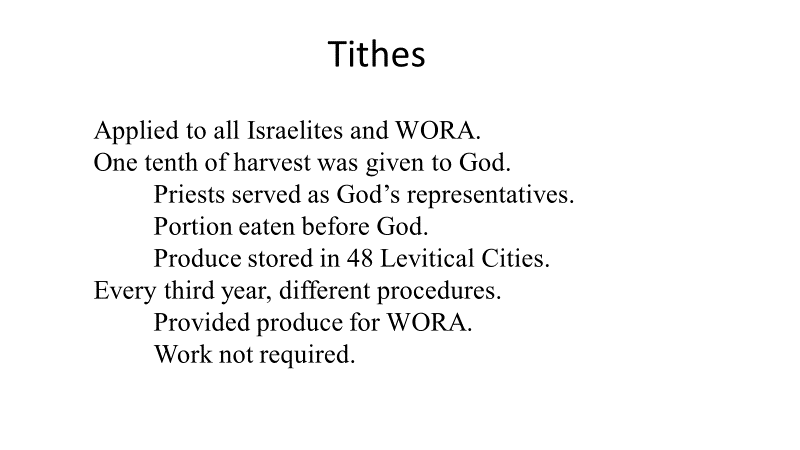 Tithes
Applied to all Israelites and WORA.
One tenth of harvest was given to God.
Priests served as God’s representatives.
Portion eaten before God.
Produce stored in 48 Levitical Cities.
Every third year, different procedures.
Provided produce for WORA.
Work not required.